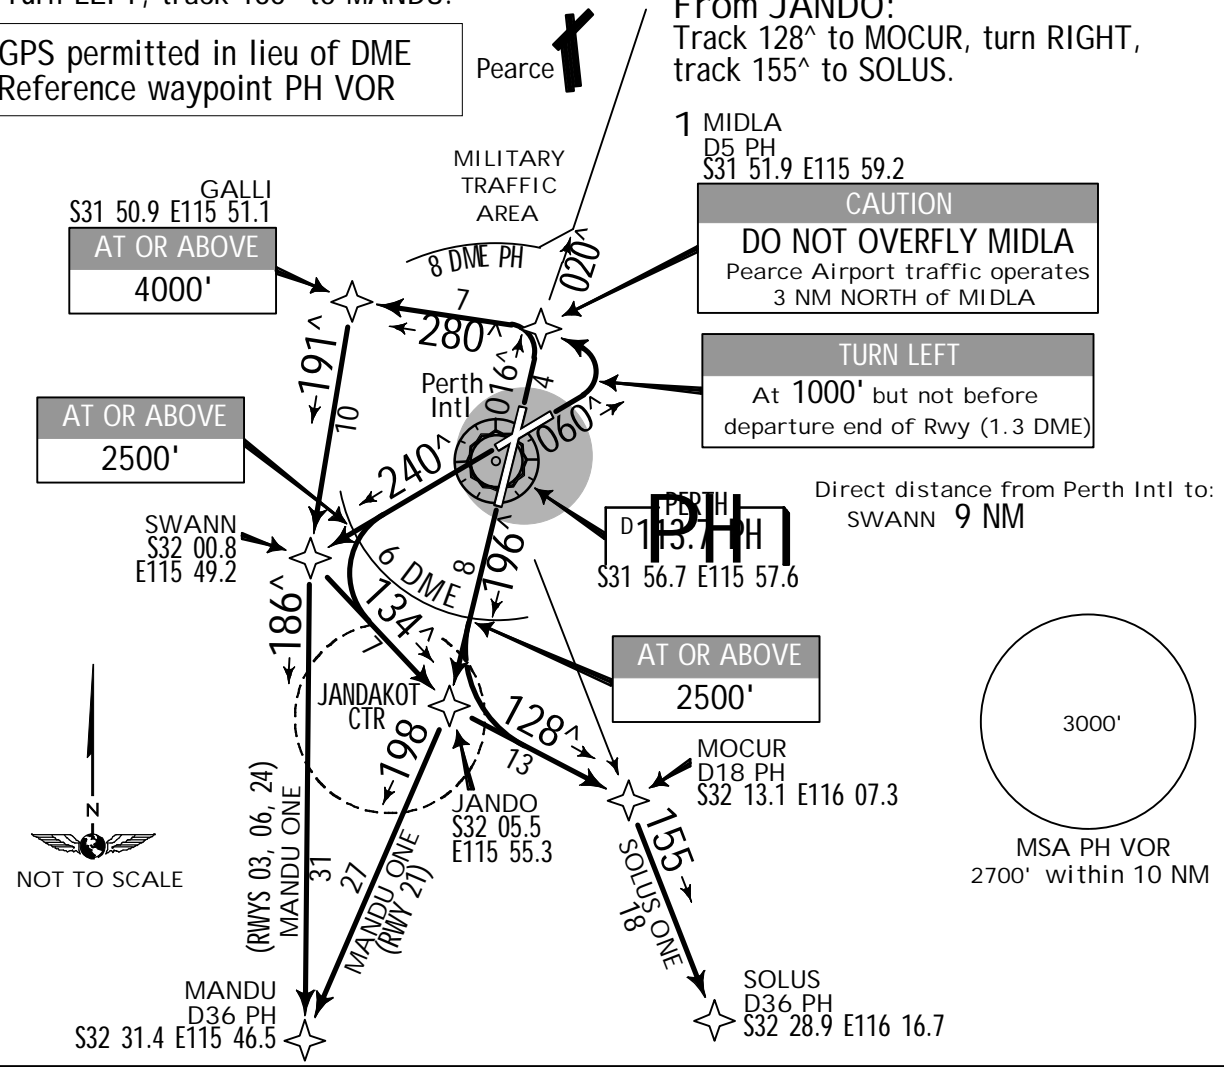 GPS permitted in lieu of DME
Reference waypoint PH VOR
Pearce
From JANDO:
Track 128^ to MOCUR, turn RIGHT,
track 155^ to SOLUS.
1 MIDLA
D5 PH
S31 51.9 E115 59.2
CAUTION
DO NOT OVERFLY MIDLA
Pearce Airport traffic operates
3 NM NORTH of MIDLA
MILITARY
TRAFFIC
AREA
GALLI
S31 50.9 E115 51.1
AT OR ABOVE
4000'
8 DME PH
020^
7
280^
TURN LEFT
At 1000' but not before
departure end of Rwy (1.3 DME)
191^
10
Perth
Intl
016^
4
060^
AT OR ABOVE
2500'
240^
Direct distance from Perth Intl to:
SWANN 9 NM
PERTH
D 113.7 PH
PH
S31 56.7 E115 57.6
SWANN
S32 00.8
E115 49.2
6 DME
8
196^
134^
7
186^
AT OR ABOVE
2500'
JANDAKOT
CTR
198
128^
13
MOCUR
D18 PH
S32 13.1 E116 07.3
3000'
MSA PH VOR
2700' within 10 NM
JANDO
S32 05.5
E115 55.3
N
NOT TO SCALE
(RWYS 03, 06, 24)
MANDU ONE
31
27
MANDU ONE
(RWY 21)
155
SOLUS ONE
18
MANDU
D36 PH
S32 31.4 E115 46.5
SOLUS
D36 PH
S32 28.9 E116 16.7